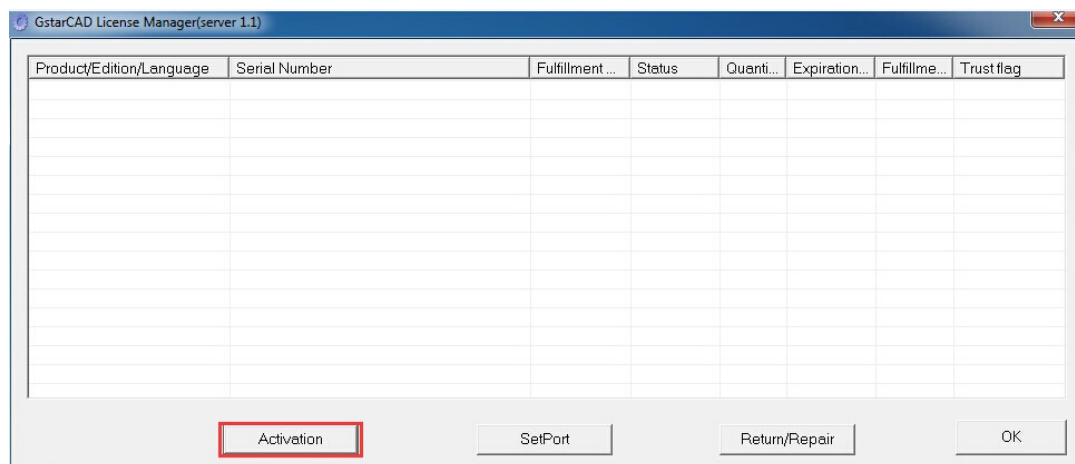 GstarCAD License Manager(server 1.1)
Product/Edition/Language Serial Number Fulfillment ... Status Quanti... Expiration... Fulfillme... Trust flag
Activation SetPort Return/Repair OK